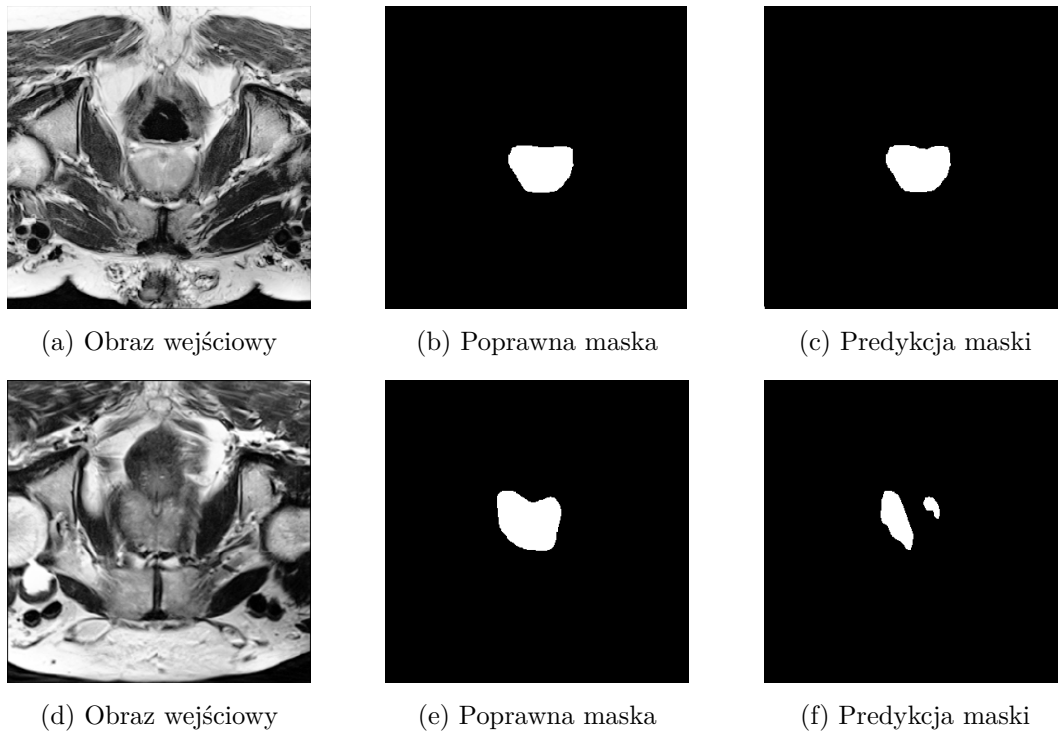 (a) Obraz wejściowy
(b) Poprawna maska
(c) Predykcja maski
(d) Obraz wejściowy
(e) Poprawna maska
(f) Predykcja maski